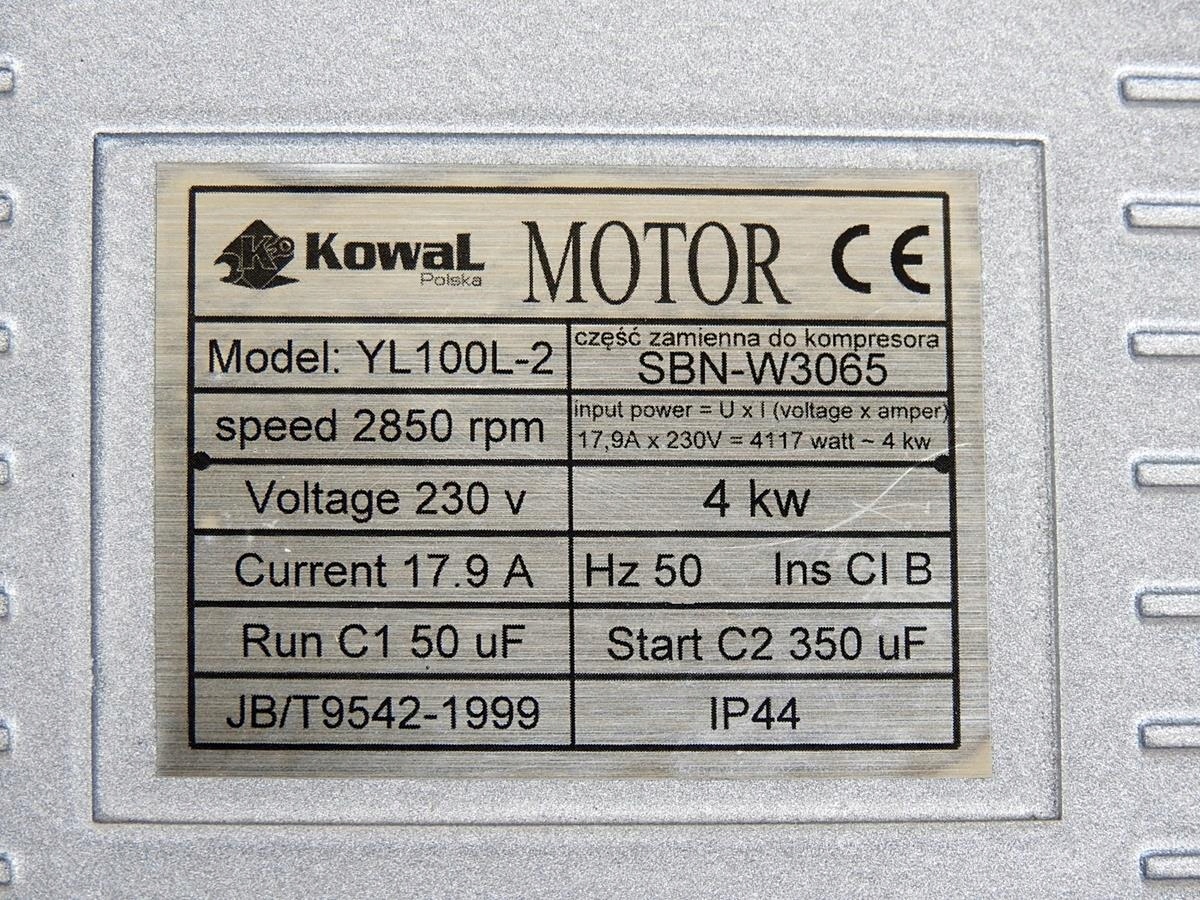 KowaL
Polska
MOTOR CE
Model: YL100L-2
część zamienna do kompresora
SBN-W3065
speed 2850 rpm
input power = U x I (voltage x amper)
17,9A x 230V = 4117 watt ~ 4 kw
Voltage 230 v
4 kw
Current 17.9 A
Hz 50 Ins Cl B
Run C1 50 uF
Start C2 350 uF
JB/T9542-1999
IP44